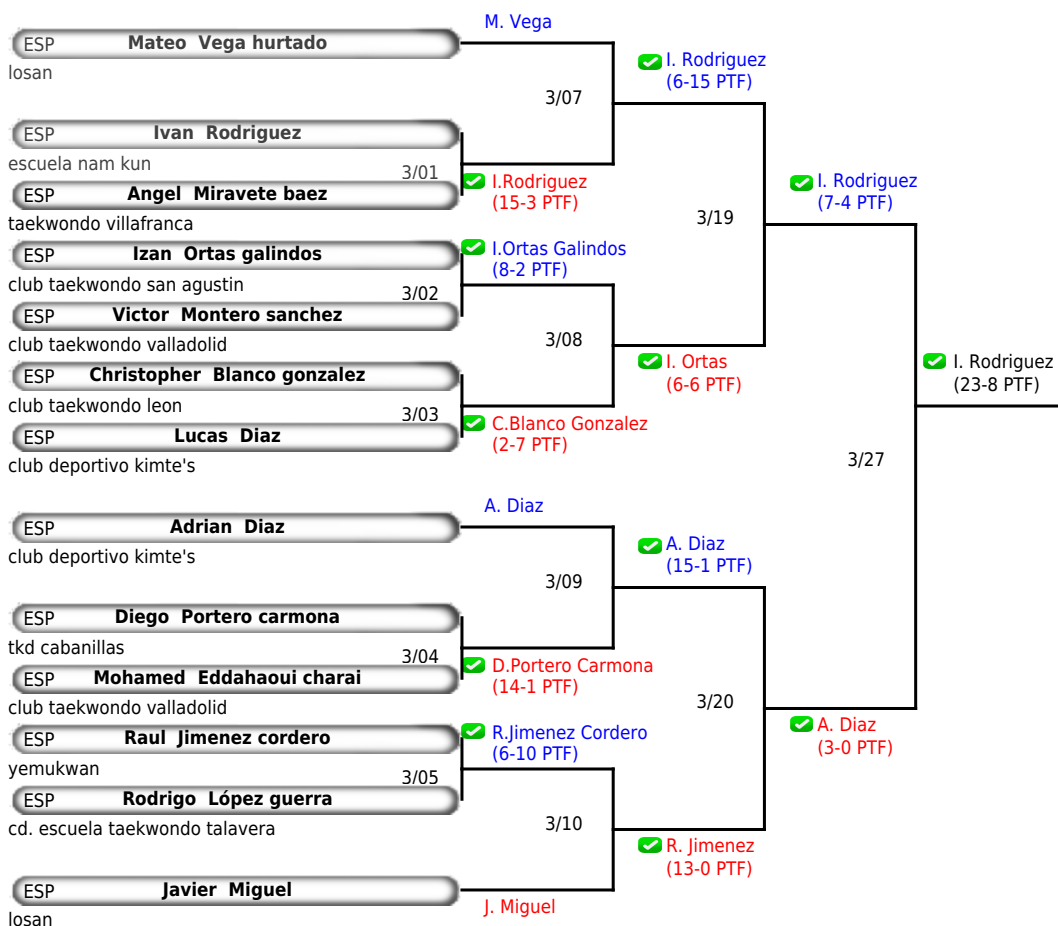 M. Vega
ESP Mateo Vega hurtado
losan
I. Rodriguez
(6-15 PTF)
3/07
ESP Ivan Rodriguez
escuela nam kun
3/01
I.Rodriguez
(15-3 PTF)
ESP Angel Miravete baez
taekwondo villafranca
I. Rodriguez
(7-4 PTF)
3/19
ESP Izan Ortas galindos
club taekwondo san agustin
I.Ortas Galindos
(8-2 PTF)
3/02
ESP Victor Montero sanchez
club taekwondo valladolid
3/08
I. Ortas
(6-6 PTF)
ESP Christopher Blanco gonzalez
club taekwondo leon
3/03
C.Blanco Gonzalez
(2-7 PTF)
ESP Lucas Diaz
club deportivo kimte's
I. Rodriguez
(23-8 PTF)
3/27
A. Diaz
ESP Adrian Diaz
club deportivo kimte's
A. Diaz
(15-1 PTF)
3/09
ESP Diego Portero carmona
tkd cabanillas
3/04
D.Portero Carmona
(14-1 PTF)
ESP Mohamed Eddahaoui charai
club taekwondo valladolid
3/20
A. Diaz
(3-0 PTF)
ESP Raul Jimenez cordero
yemukwan
R.Jimenez Cordero
(6-10 PTF)
3/05
ESP Rodrigo López guerra
cd. escuela taekwondo talavera
3/10
R. Jimenez
(13-0 PTF)
ESP Javier Miguel
losan
J. Miguel